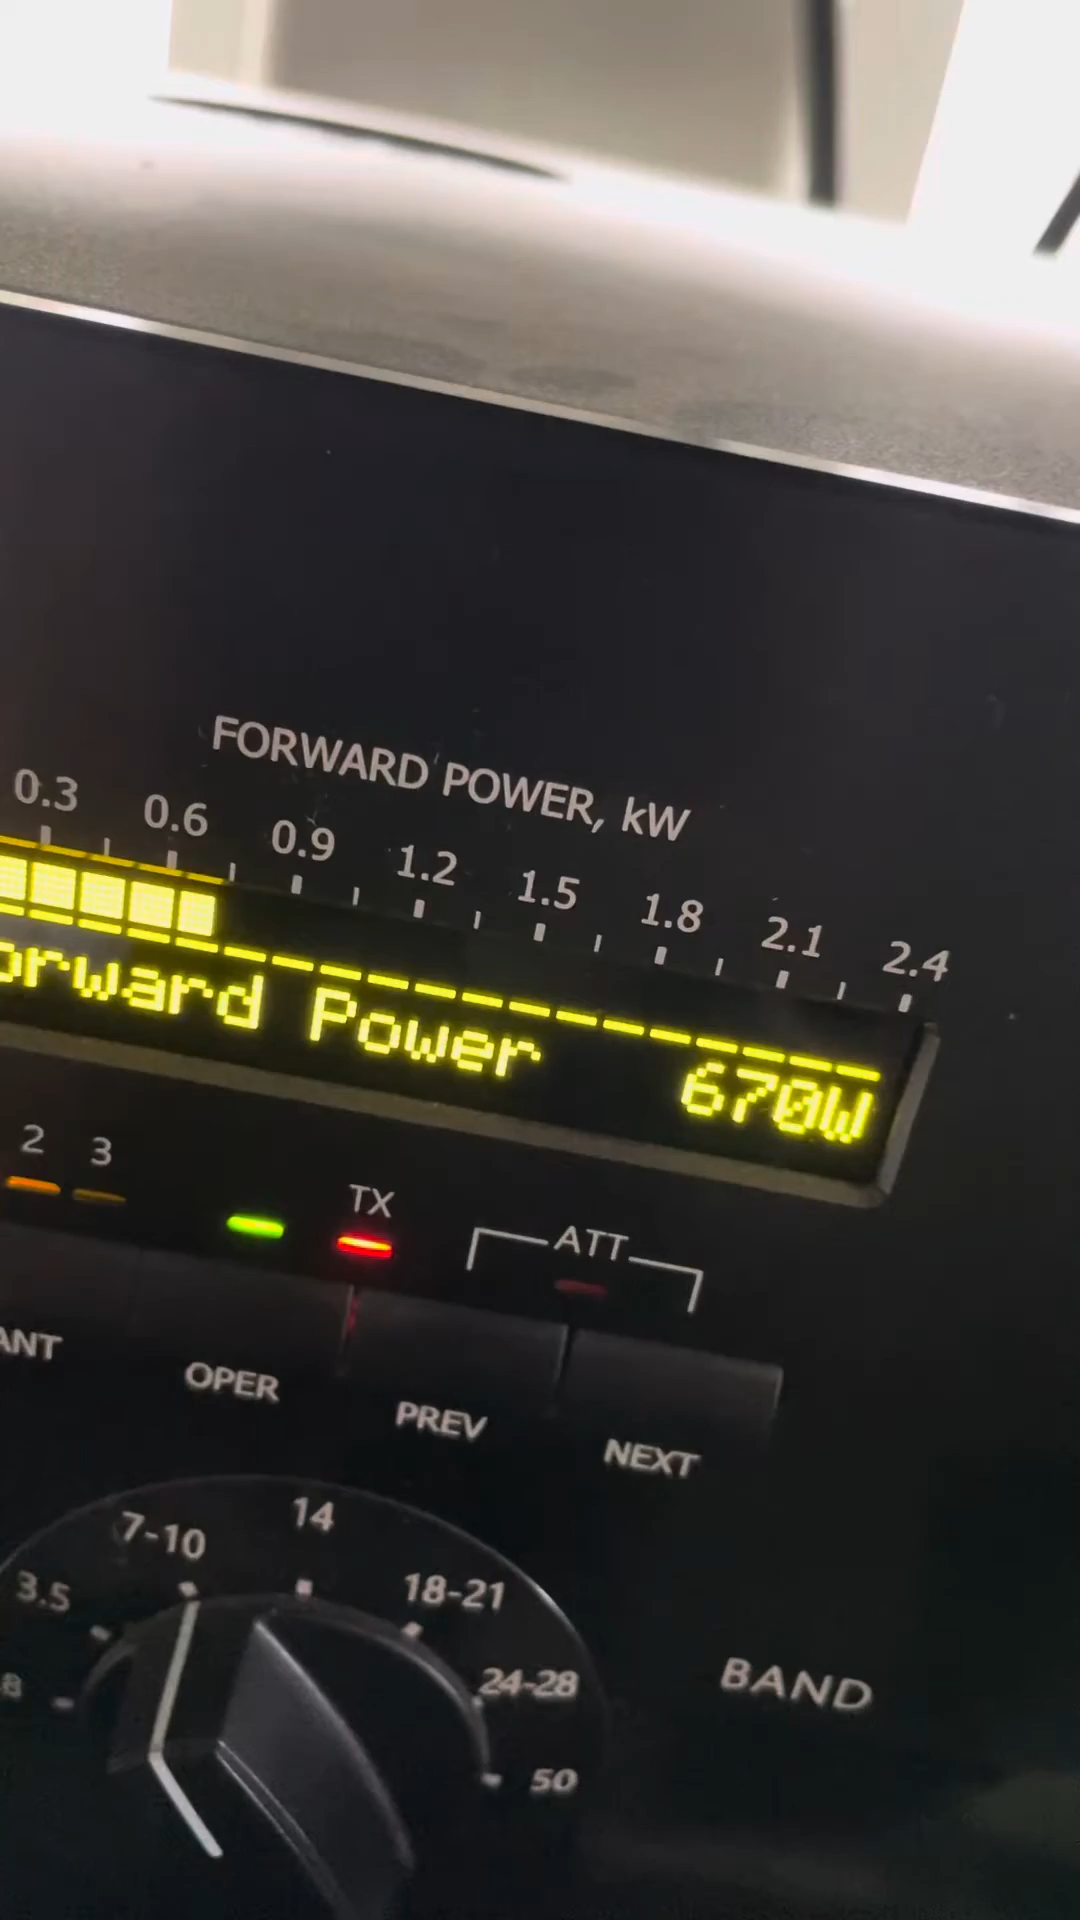 FORWARD POWER, kW
0.3 0.6 0.9 1.2 1.5 1.8 2.1 2.4
orward Power 670W
2 3 TX ATT
ANT OPER PREV NEXT
3.5 7-10 14 18-21 24-28 50
BAND